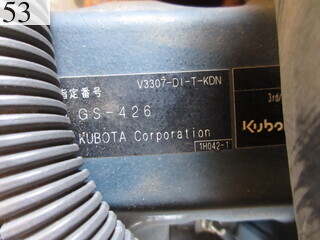 53
指定番号 V3307-DI-T-KDN
GS-426
KUBOTA Corporation
1H042-1
3rd/
Kubo